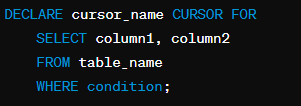 DECLARE cursor_name CURSOR FOR
    SELECT column1, column2
    FROM table_name
    WHERE condition;